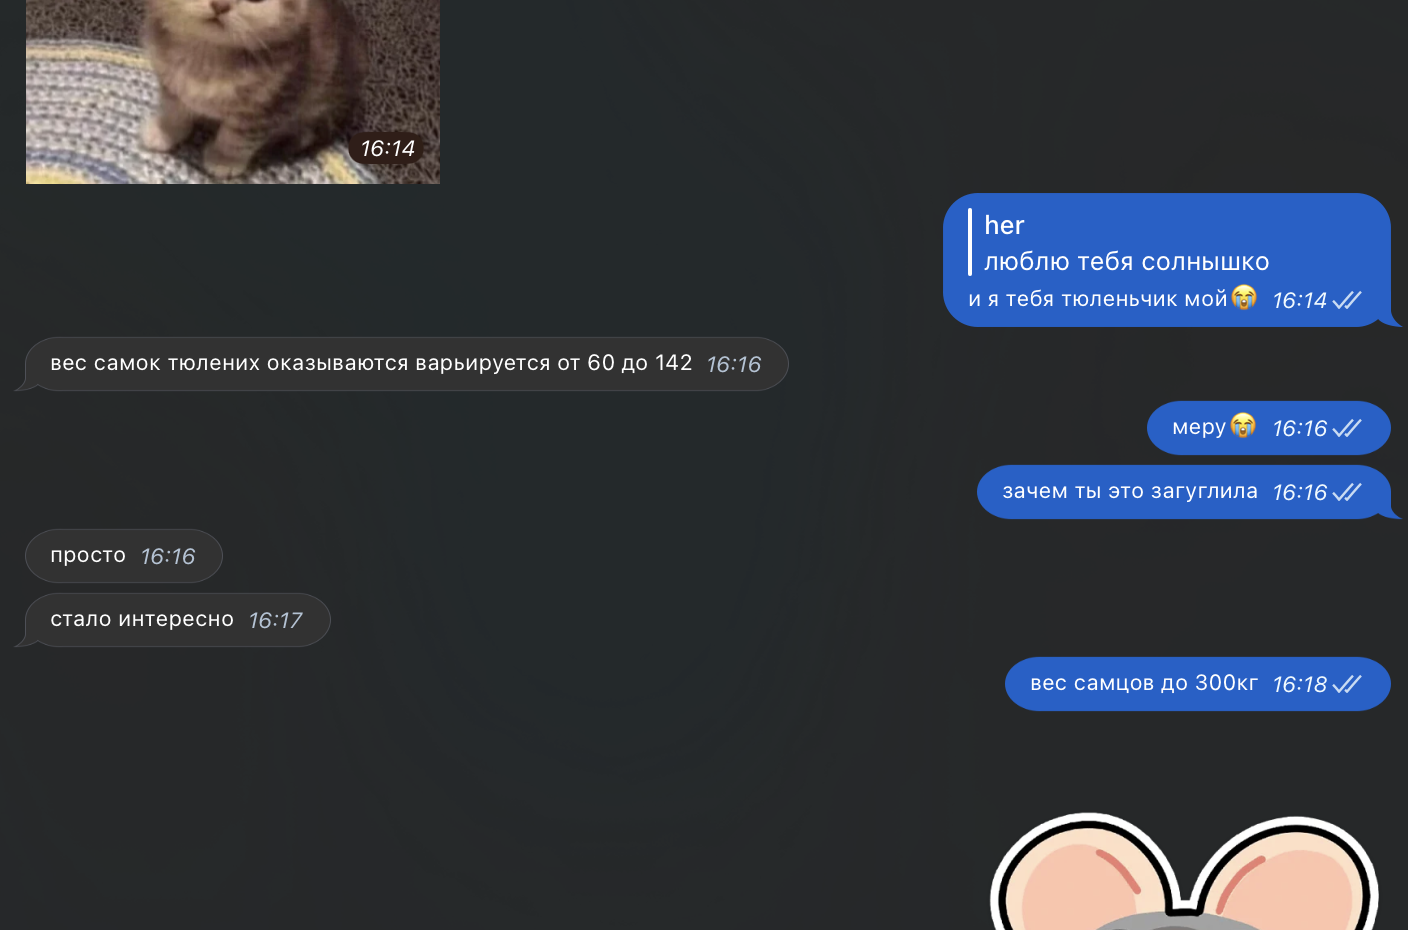 16:14
her
люблю тебя солнышко
и я тебя тюленьчик мой😭 16:14
вес самок тюлених оказываются варьируется от 60 до 142 16:16
меру😭 16:16
зачем ты это загуглила 16:16
просто 16:16
стало интересно 16:17
вес самцов до 300кг 16:18